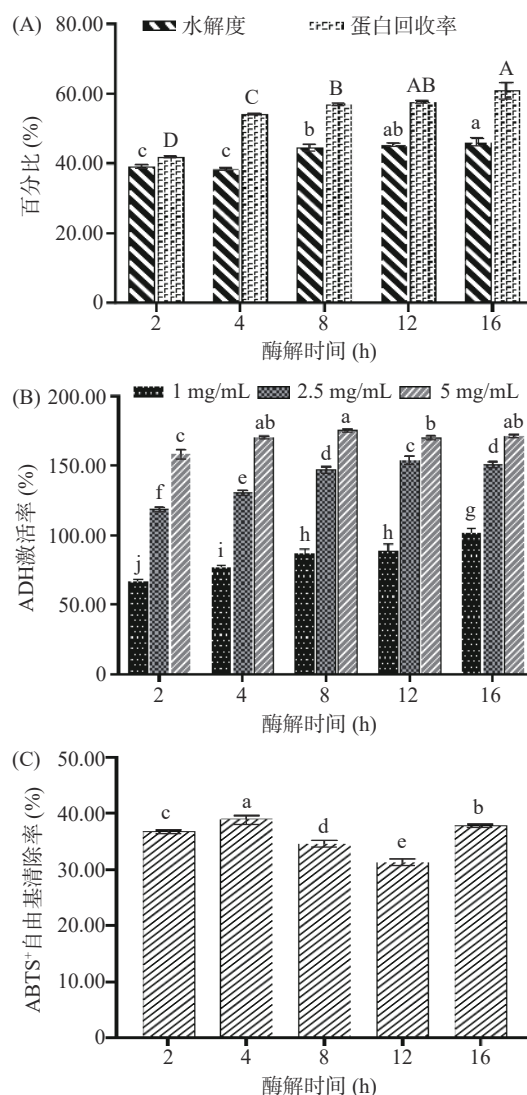 (A)
水解度 蛋白回收率
80.00
60.00
40.00
20.00
0
百分比 (%)
c D c C b B ab AB a A
2 4 8 12 16
酶解时间 (h)
(B)
1 mg/mL 2.5 mg/mL 5 mg/mL
200.00
150.00
100.00
50.00
0
ADH激活率 (%)
j f c i e ab h d a h c b g d ab
2 4 8 12 16
酶解时间 (h)
(C)
50.00
40.00
30.00
20.00
10.00
0
ABTS⁺自由基清除率 (%)
c a d e b
2 4 8 12 16
酶解时间 (h)